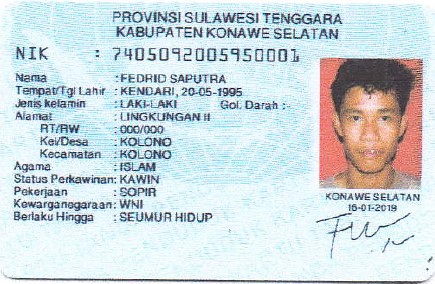 PROVINSI SULAWESI TENGGARA
KABUPATEN KONAWE SELATAN
NIK : 7405092005950001
Nama : FEDRID SAPUTRA
Tempat/Tgl Lahir : KENDARI, 20-05-1995
Jenis kelamin : LAKI-LAKI Gol. Darah :-
Alamat : LINGKUNGAN II
RT/RW : 000/000
Kel/Desa : KOLONO
Kecamatan : KOLONO
Agama : ISLAM
Status Perkawinan: KAWIN
Pekerjaan : SOPIR
Kewarganegaraan: WNI
Berlaku Hingga : SEUMUR HIDUP
KONAWE SELATAN
16-01-2019